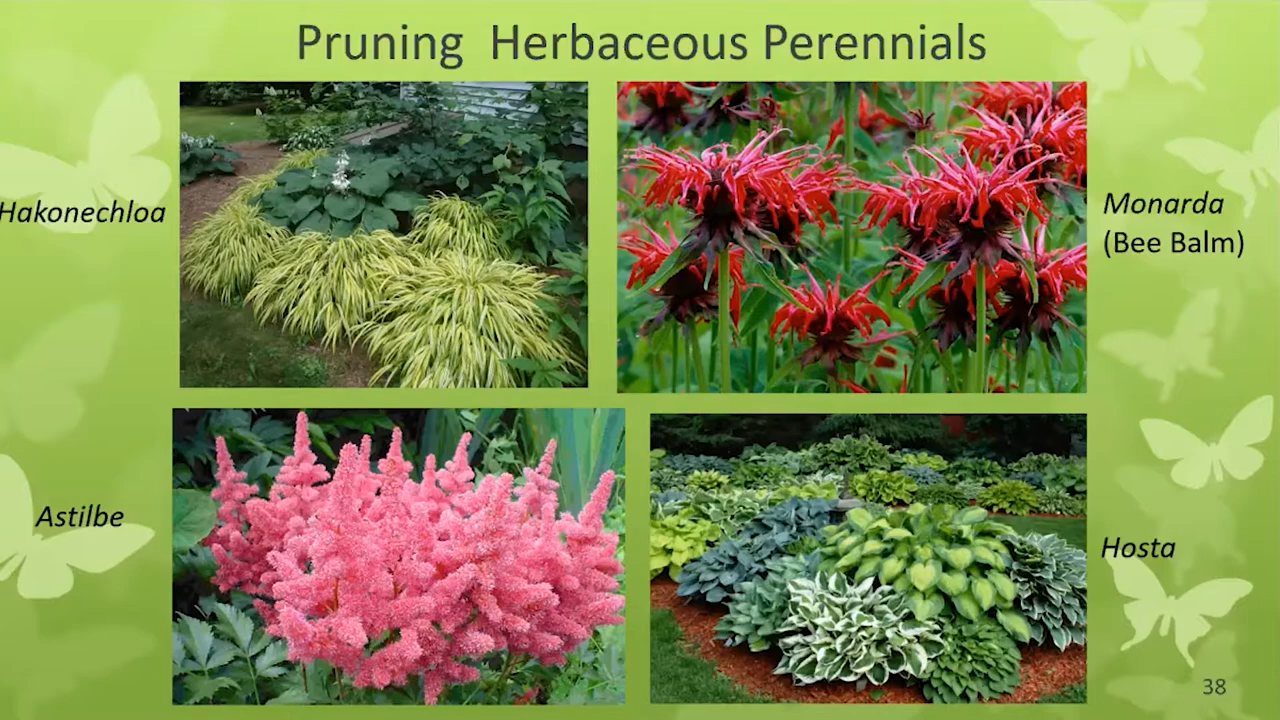 Pruning  Herbaceous Perennials
Hakonechloa
Monarda
(Bee Balm)
Astilbe
Hosta
38